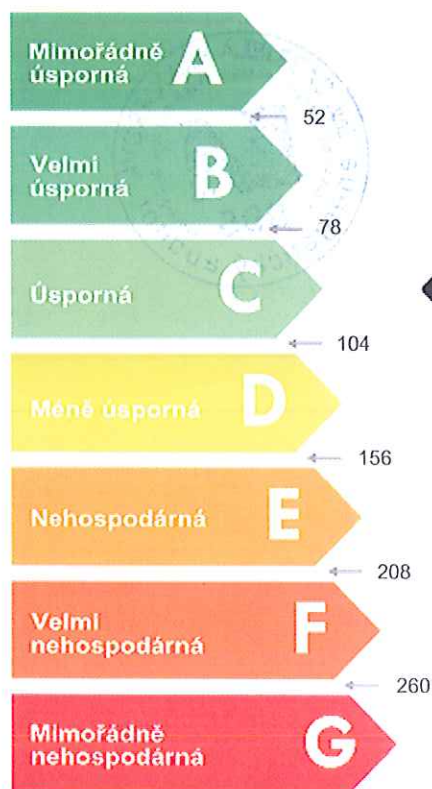 Mimořádně
úsporná
A
52
Velmi
úsporná
B
78
Úsporná
C
104
Méně úsporná
D
156
Nehospodárná
E
208
Velmi
nehospodárná
F
260
Mimořádně
nehospodárná
G